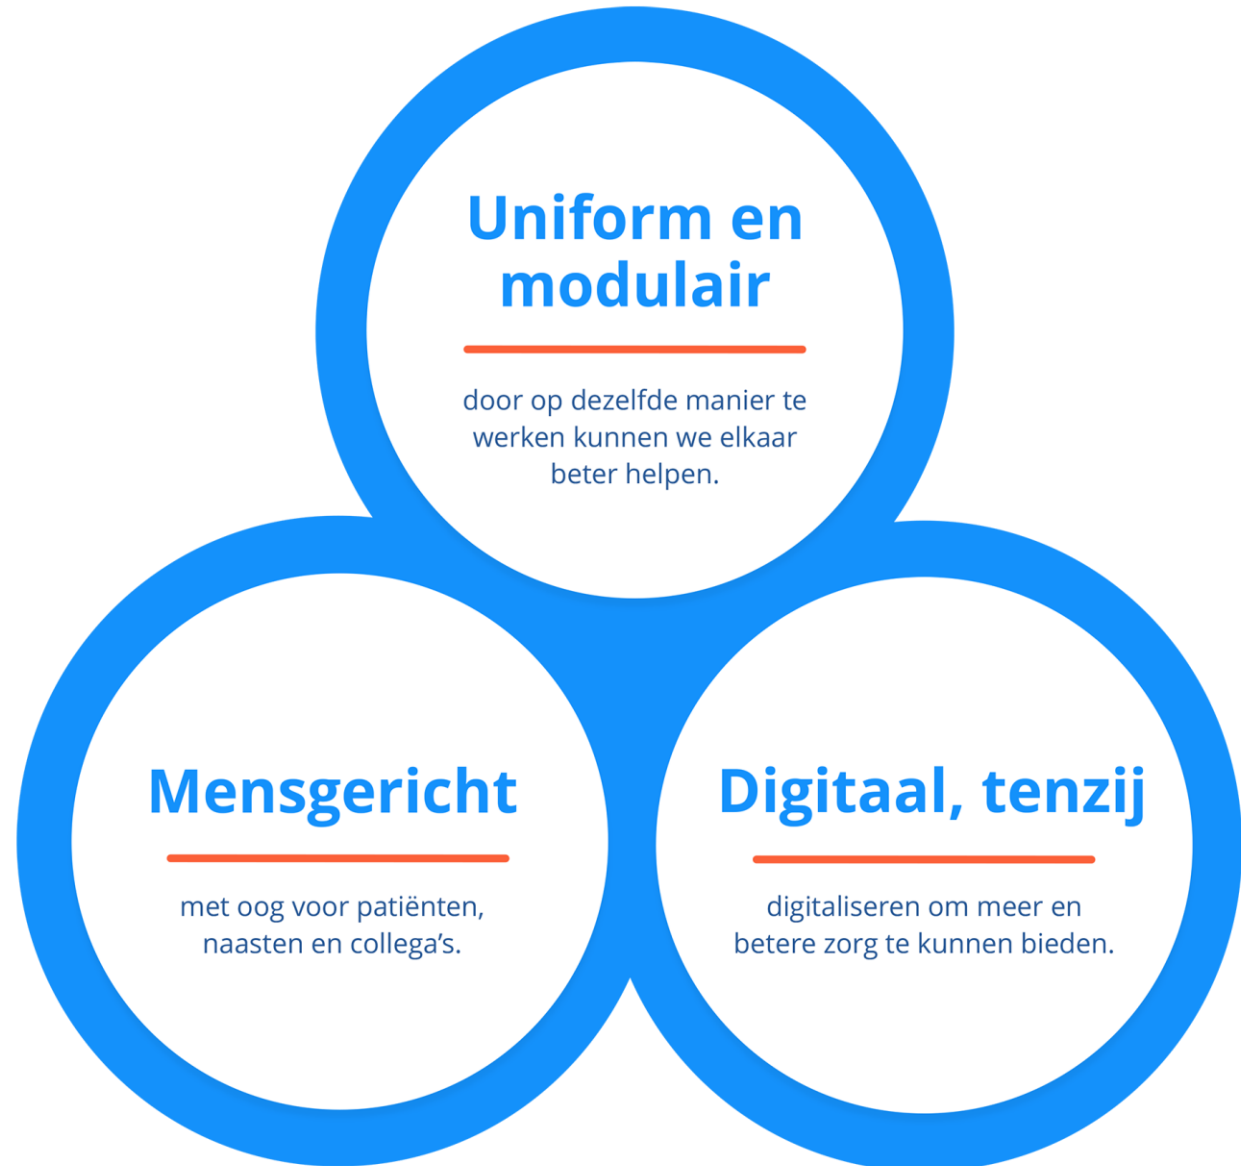 Uniform en
modulair
door op dezelfde manier te
werken kunnen we elkaar
beter helpen.
Mensgericht
met oog voor patiënten,
naasten en collega’s.
Digitaal, tenzij
digitaliseren om meer en
betere zorg te kunnen bieden.